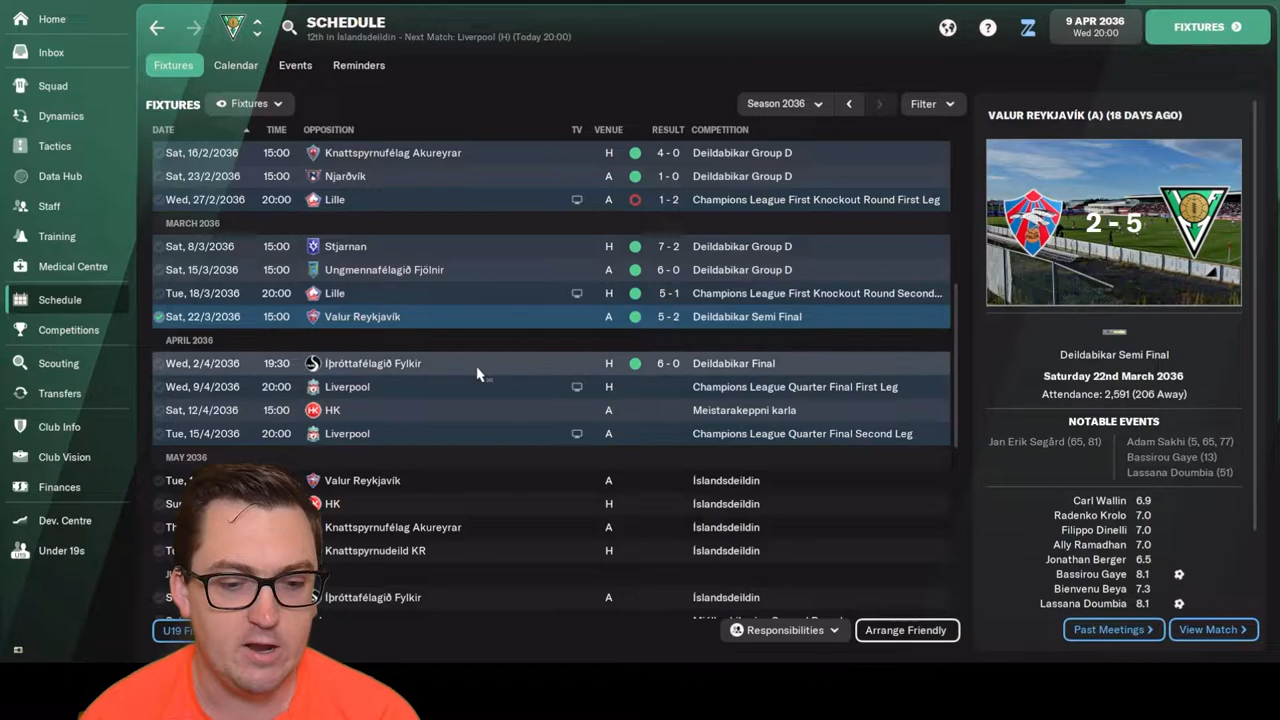 Home
SCHEDULE
12th in Íslandsdeildin - Next Match: Liverpool (H) (Today 20:00)
9 APR 2036
Wed 20:00
FIXTURES
Inbox
Squad
Dynamics
Tactics
Data Hub
Staff
Training
Medical Centre
Schedule
Competitions
Scouting
Transfers
Club Info
Club Vision
Finances
Dev. Centre
Under 19s
U19
Fixtures Calendar Events Reminders
FIXTURES Fixtures Season 2036 Filter
DATE TIME OPPOSITION TV VENUE RESULT COMPETITION
Sat, 16/2/2036 15:00 Knattspyrnufélag Akureyrar H 4 - 0 Deildabikar Group D
Sat, 23/2/2036 15:00 Njarðvík A 1 - 0 Deildabikar Group D
Wed, 27/2/2036 20:00 Lille A 1 - 2 Champions League First Knockout Round First Leg
MARCH 2036
Sat, 8/3/2036 15:00 Stjarnan H 7 - 2 Deildabikar Group D
Sat, 15/3/2036 15:00 Ungmennafélagið Fjölnir A 6 - 0 Deildabikar Group D
Tue, 18/3/2036 20:00 Lille H 5 - 1 Champions League First Knockout Round Second...
Sat, 22/3/2036 15:00 Valur Reykjavík A 5 - 2 Deildabikar Semi Final
APRIL 2036
Wed, 2/4/2036 19:30 Íþróttafélagið Fylkir H 6 - 0 Deildabikar Final
Wed, 9/4/2036 20:00 Liverpool H Champions League Quarter Final First Leg
Sat, 12/4/2036 15:00 HK A Meistarakeppni karla
Tue, 15/4/2036 20:00 Liverpool A Champions League Quarter Final Second Leg
MAY 2036
Tue, Valur Reykjavík A Íslandsdeildin
HK H Íslandsdeildin
Knattspyrnufélag Akureyrar A Íslandsdeildin
Knattspyrnudeild KR H Íslandsdeildin
Íþróttafélagið Fylkir A Íslandsdeildin
U19
Responsibilities
Arrange Friendly
VALUR REYKJAVÍK (A) (18 DAYS AGO)
2 - 5
Deildabikar Semi Final
Saturday 22nd March 2036
Attendance: 2,591 (206 Away)
NOTABLE EVENTS
Jan Erik Søgård (65, 81) Adam Sakhi (5, 65, 77)
Bassirou Gaye (13)
Lassana Doumbia (51)
Carl Wallin 6.9
Radenko Krolo 7.0
Filippo Dinelli 7.0
Ally Ramadhan 7.0
Jonathan Berger 6.5
Bassirou Gaye 8.1
Bienvenu Beya 7.3
Lassana Doumbia 8.1
Past Meetings
View Match